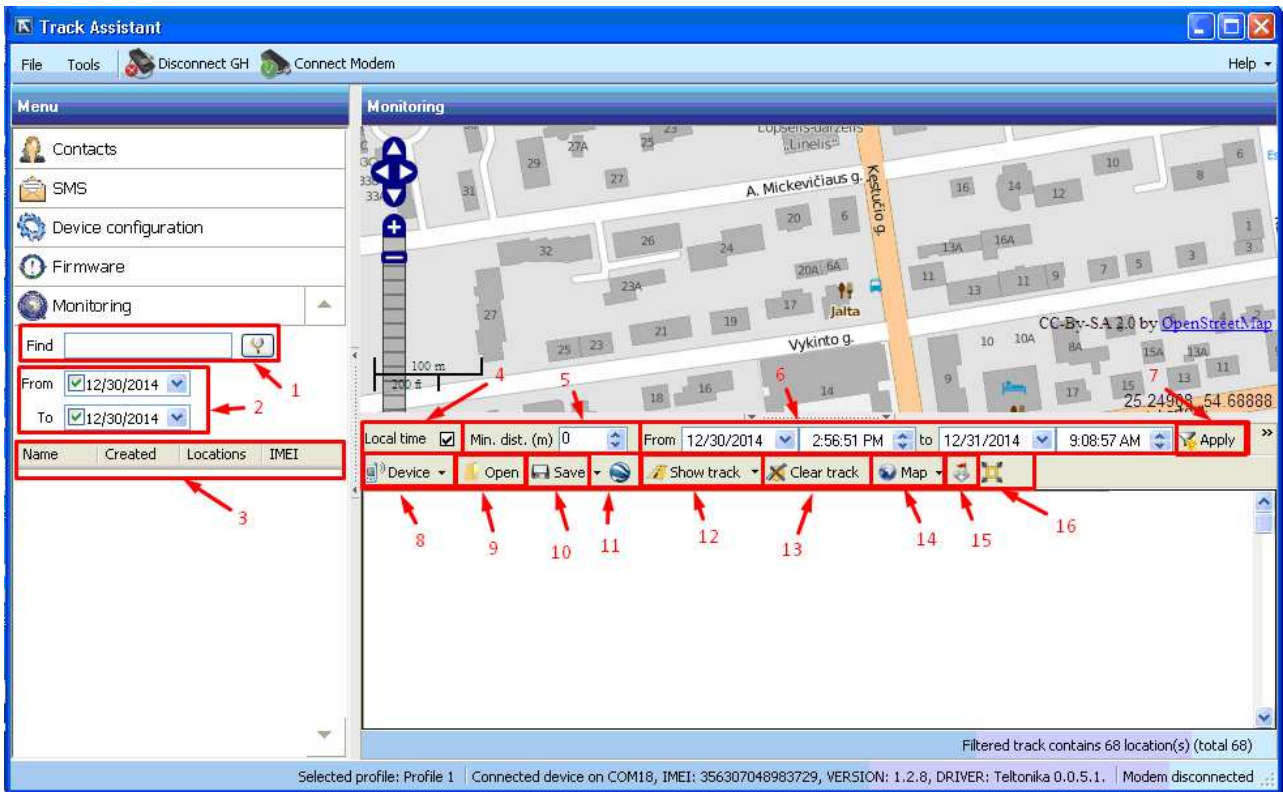 Track Assistant
File Tools Disconnect GH Connect Modem Help
Menu
Contacts
SMS
Device configuration
Firmware
Monitoring
Find
1
From 12/30/2014
2
To 12/30/2014
Name Created Locations IMEI
3
Monitoring
23
27A
25
„Linelis“
29
27
31
33
A. Mickevičiaus g.
Kęstučio g.
10
6
8
16
14
12
20
6
32
26
24
13A
16A
1
3
3
5
7
20A 6A
23A
11
13
11
9
27
17
Jalta
19
21
CC-By-SA 2.0 by OpenStreetMap
Vykinto g.
25
23
10
10A
8A
15A
13A
11
100 m
200 ft
18
16
14
9
17
15
13
25.24908, 54.68888
4
5
6
7
Local time Min. dist. (m) 0 From 12/30/2014 2:56:51 PM to 12/31/2014 9:08:57 AM Apply »
Device Open Save Show track Clear track Map
8
9
10
11
12
13
14
15
16
Filtered track contains 68 location(s) (total 68)
Selected profile: Profile 1 Connected device on COM18, IMEI: 356307048983729, VERSION: 1.2.8, DRIVER: Teltonika 0.0.5.1. Modem disconnected